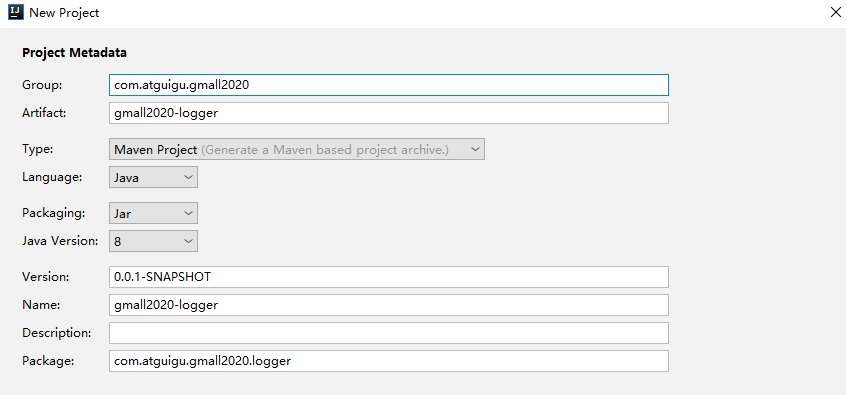 IJ New Project
Project Metadata
Group: com.atguigu.gmall2020
Artifact: gmall2020-logger
Type: Maven Project (Generate a Maven based project archive.)
Language: Java
Packaging: Jar
Java Version: 8
Version: 0.0.1-SNAPSHOT
Name: gmall2020-logger
Description:
Package: com.atguigu.gmall2020.logger